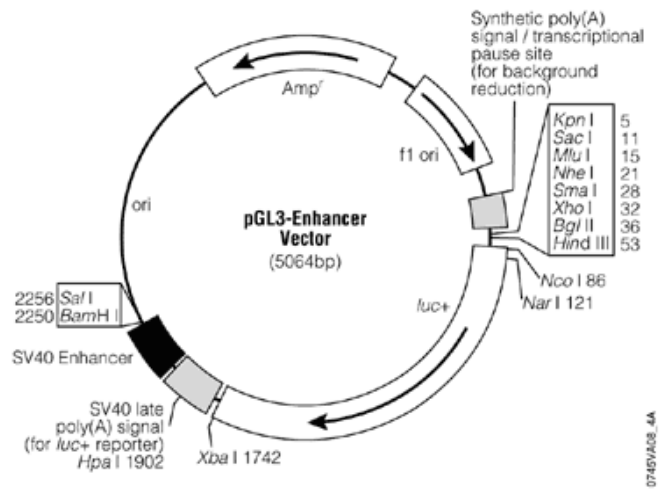 Synthetic poly(A)
signal / transcriptional
pause site
(for background
reduction)
Ampʳ
f1 ori
Kpn I 5
Sac I 11
Mlu I 15
Nhe I 21
Sma I 28
Xho I 32
Bgl II 36
Hind III 53
ori
pGL3-Enhancer
Vector
(5064bp)
Nco I 86
Nar I 121
luc+
2256 Sal I
2250 BamH I
SV40 Enhancer
SV40 late
poly(A) signal
(for luc+ reporter)
Hpa I 1902
Xba I 1742
0745VA08_4A